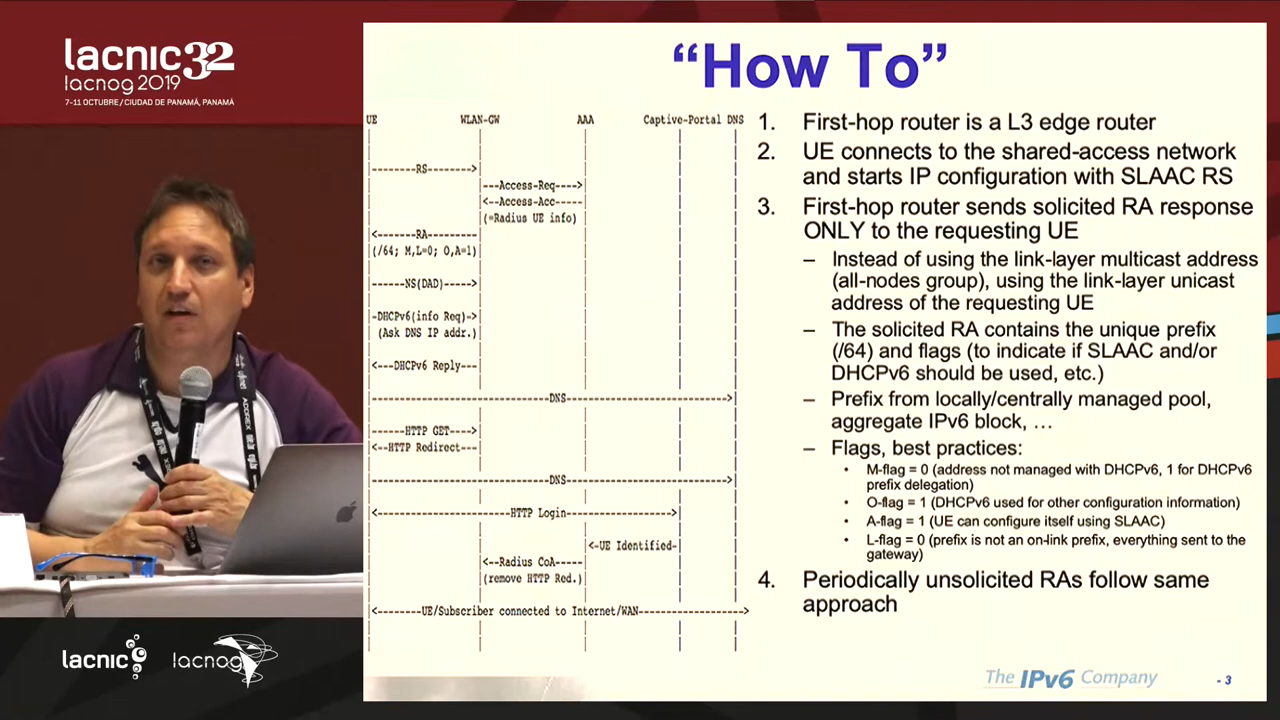 lacnic32
lacnog 2019
7-11 OCTUBRE / CIUDAD DE PANAMÁ, PANAMÁ
“How To”
UE WLAN-GW AAA Captive-Portal DNS
------RS------->
---Access-Req--->
<--Access-Acc----
(=Radius UE info)
<-----RA--------
(/64; M,L=0; O,A=1)
-----NS(DAD)---->
-DHCPv6(info Req)->
(Ask DNS IP addr.)
<---DHCPv6 Reply---
---DNS--->
---HTTP GET--->
<--HTTP Redirect---
---DNS--->
<---HTTP Login--->
<-UE Identified-
<--Radius CoA-----
(remove HTTP Red.)
<-------UE/Subscriber connected to Internet/WAN--------------->
1. First-hop router is a L3 edge router
2. UE connects to the shared-access network
and starts IP configuration with SLAAC RS
3. First-hop router sends solicited RA response
ONLY to the requesting UE
– Instead of using the link-layer multicast address
(all-nodes group), using the link-layer unicast
address of the requesting UE
– The solicited RA contains the unique prefix
(/64) and flags (to indicate if SLAAC and/or
DHCPv6 should be used, etc.)
– Prefix from locally/centrally managed pool,
aggregate IPv6 block, …
– Flags, best practices:
• M-flag = 0 (address not managed with DHCPv6, 1 for DHCPv6
prefix delegation)
• O-flag = 1 (DHCPv6 used for other configuration information)
• A-flag = 1 (UE can configure itself using SLAAC)
• L-flag = 0 (prefix is not an on-link prefix, everything sent to the
gateway)
4. Periodically unsolicited RAs follow same
approach
lacnic lacnog
The IPv6 Company - 3